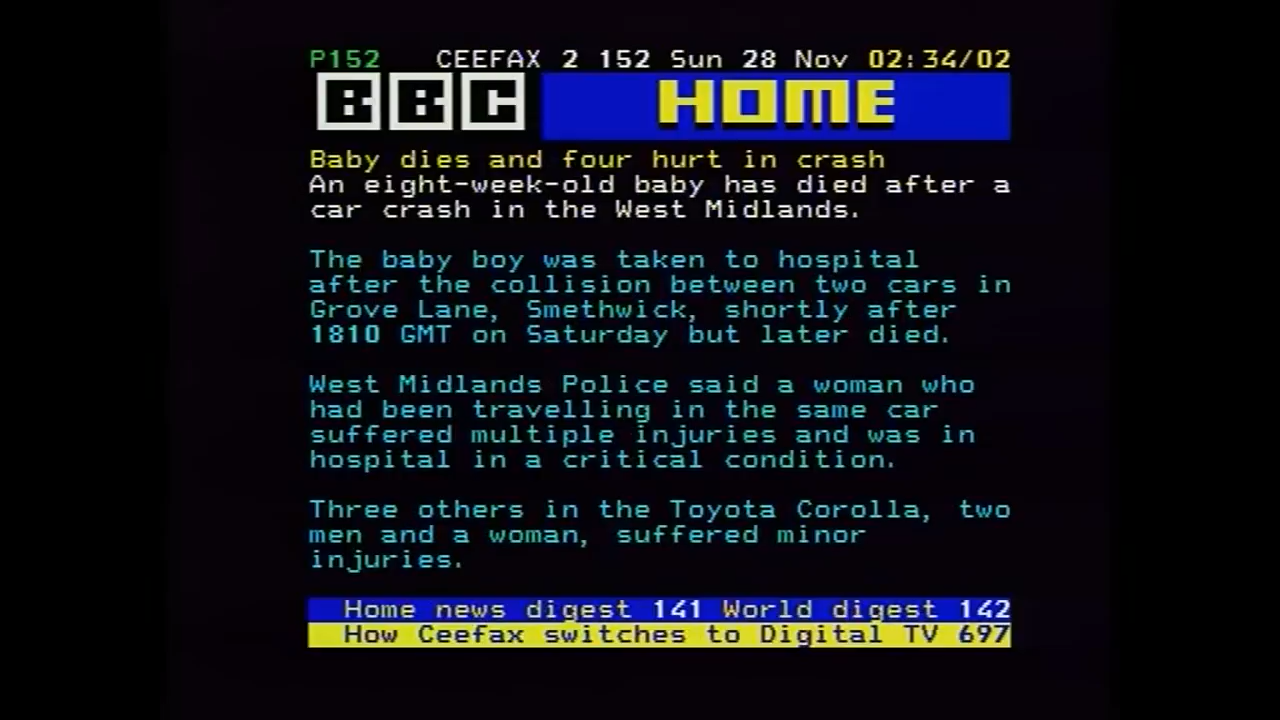 P152 CEEFAX 2 152 Sun 28 Nov 02:34/02
BBC HOME
Baby dies and four hurt in crash
An eight-week-old baby has died after a
car crash in the West Midlands.
The baby boy was taken to hospital
after the collision between two cars in
Grove Lane, Smethwick, shortly after
1810 GMT on Saturday but later died.
West Midlands Police said a woman who
had been travelling in the same car
suffered multiple injuries and was in
hospital in a critical condition.
Three others in the Toyota Corolla, two
men and a woman, suffered minor
injuries.
Home news digest 141 World digest 142
How Ceefax switches to Digital TV 697